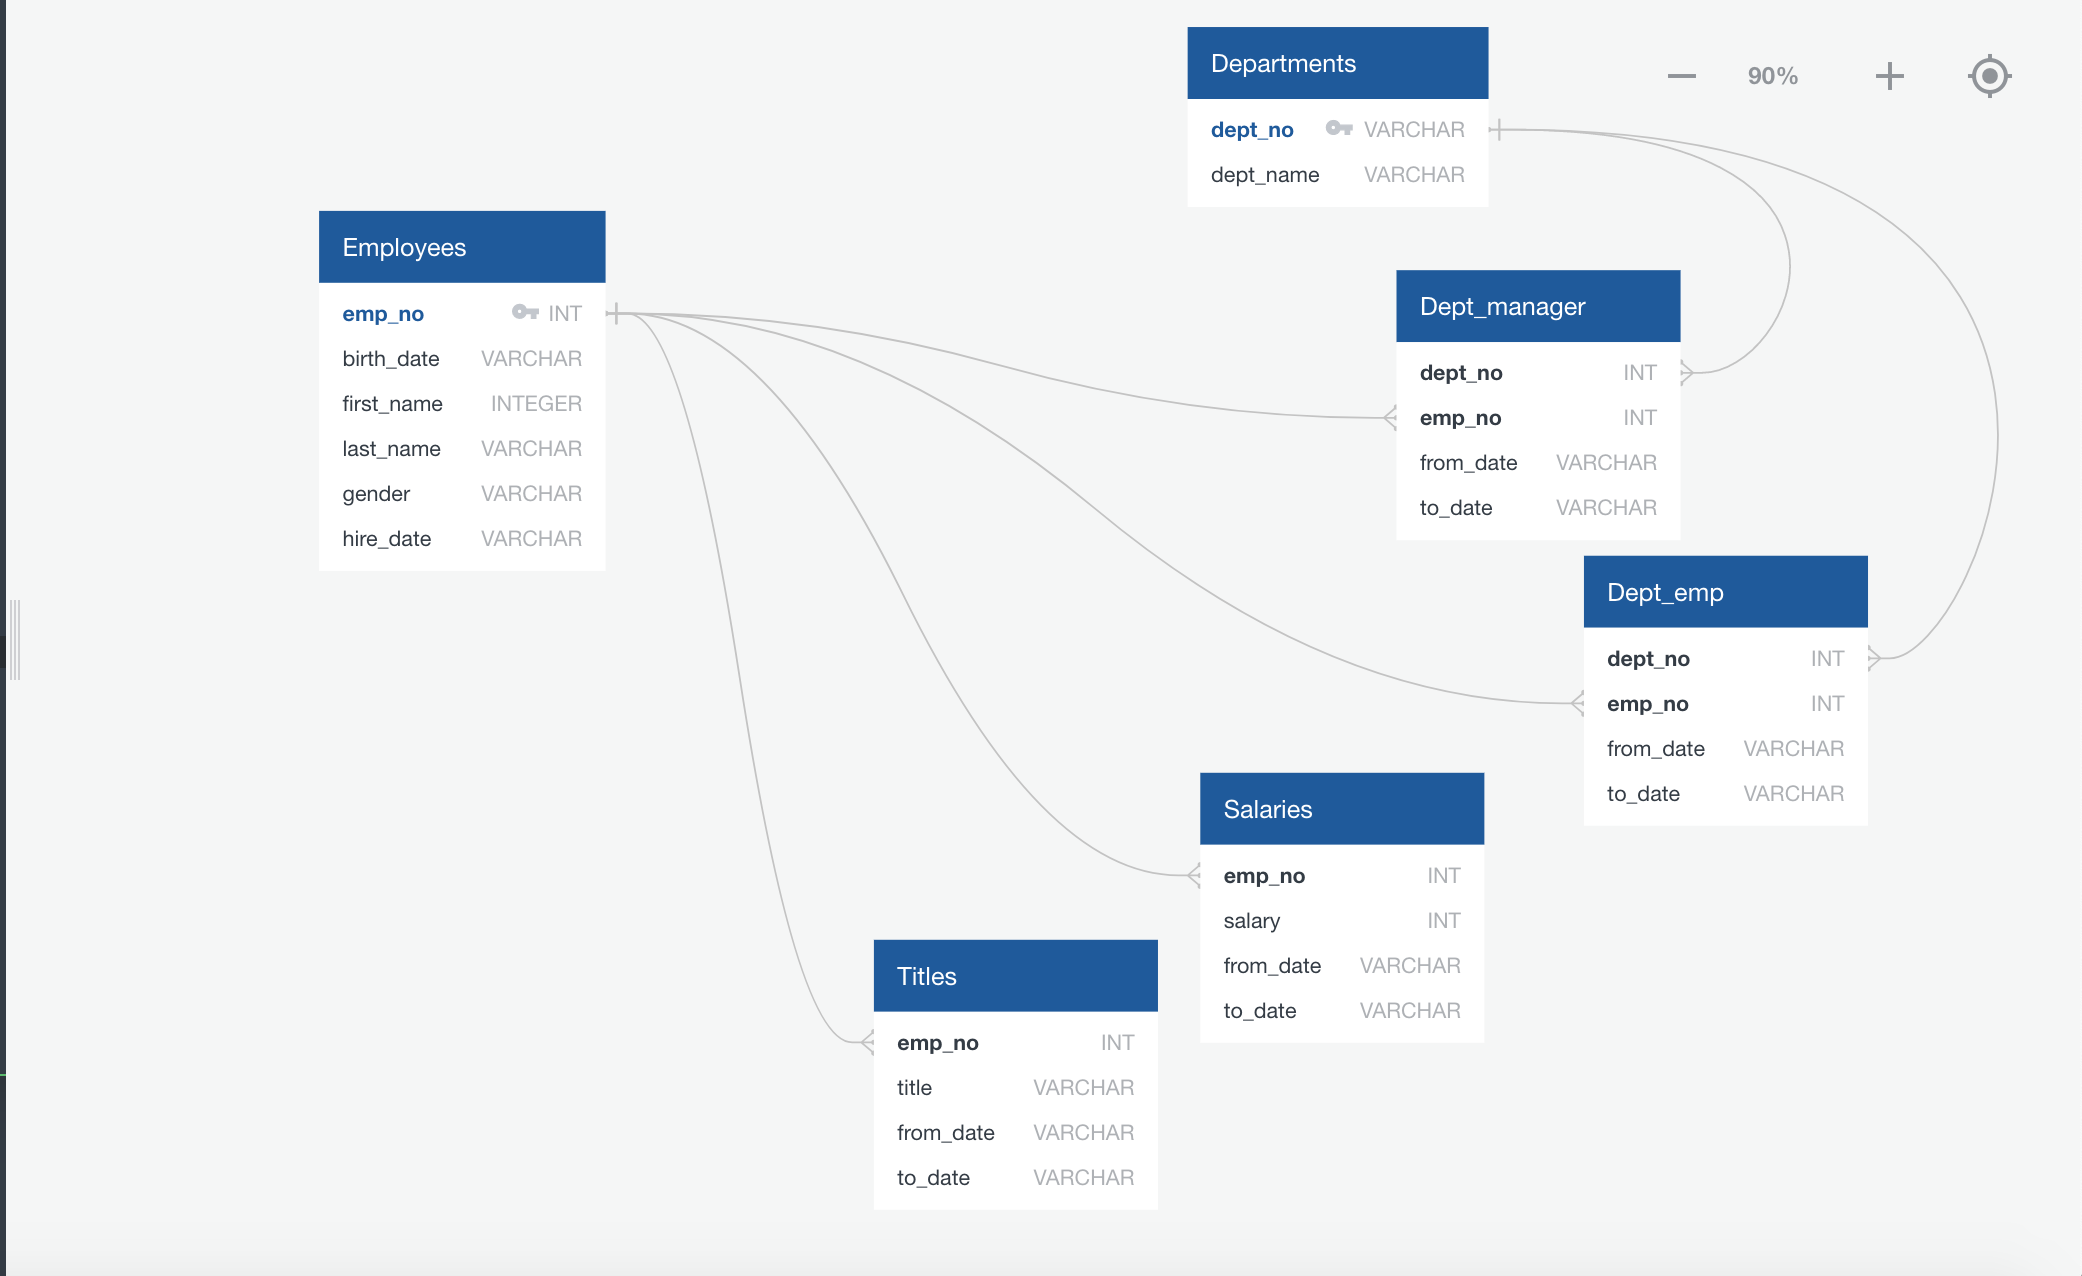 Departments
dept_no VARCHAR
dept_name VARCHAR
90%
Employees
emp_no INT
birth_date VARCHAR
first_name INTEGER
last_name VARCHAR
gender VARCHAR
hire_date VARCHAR
Dept_manager
dept_no INT
emp_no INT
from_date VARCHAR
to_date VARCHAR
Dept_emp
dept_no INT
emp_no INT
from_date VARCHAR
to_date VARCHAR
Salaries
emp_no INT
salary INT
from_date VARCHAR
to_date VARCHAR
Titles
emp_no INT
title VARCHAR
from_date VARCHAR
to_date VARCHAR